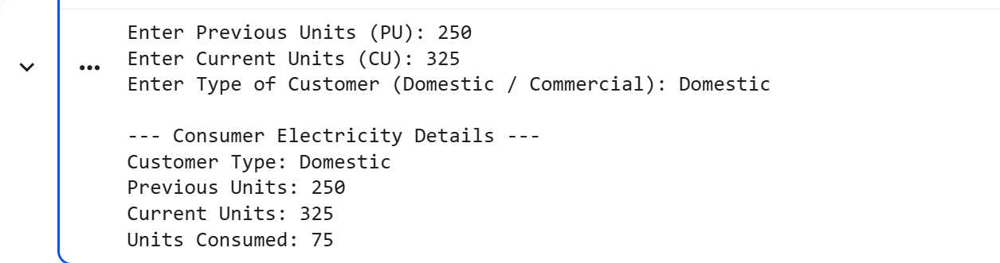 Enter Previous Units (PU): 250
Enter Current Units (CU): 325
Enter Type of Customer (Domestic / Commercial): Domestic
--- Consumer Electricity Details ---
Customer Type: Domestic
Previous Units: 250
Current Units: 325
Units Consumed: 75